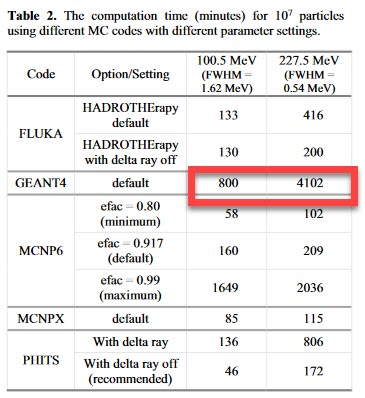 Table 2. The computation time (minutes) for 10⁷ particles
using different MC codes with different parameter settings.
Code Option/Setting 100.5 MeV (FWHM = 1.62 MeV) 227.5 MeV (FWHM = 0.54 MeV)
FLUKA HADROTHErapy default 133 416
HADROTHErapy with delta ray off 130 200
GEANT4 default 800 4102
MCNP6 efac = 0.80 (minimum) 58 102
efac = 0.917 (default) 160 209
efac = 0.99 (maximum) 1649 2036
MCNPX default 85 115
PHITS With delta ray 136 806
With delta ray off (recommended) 46 172